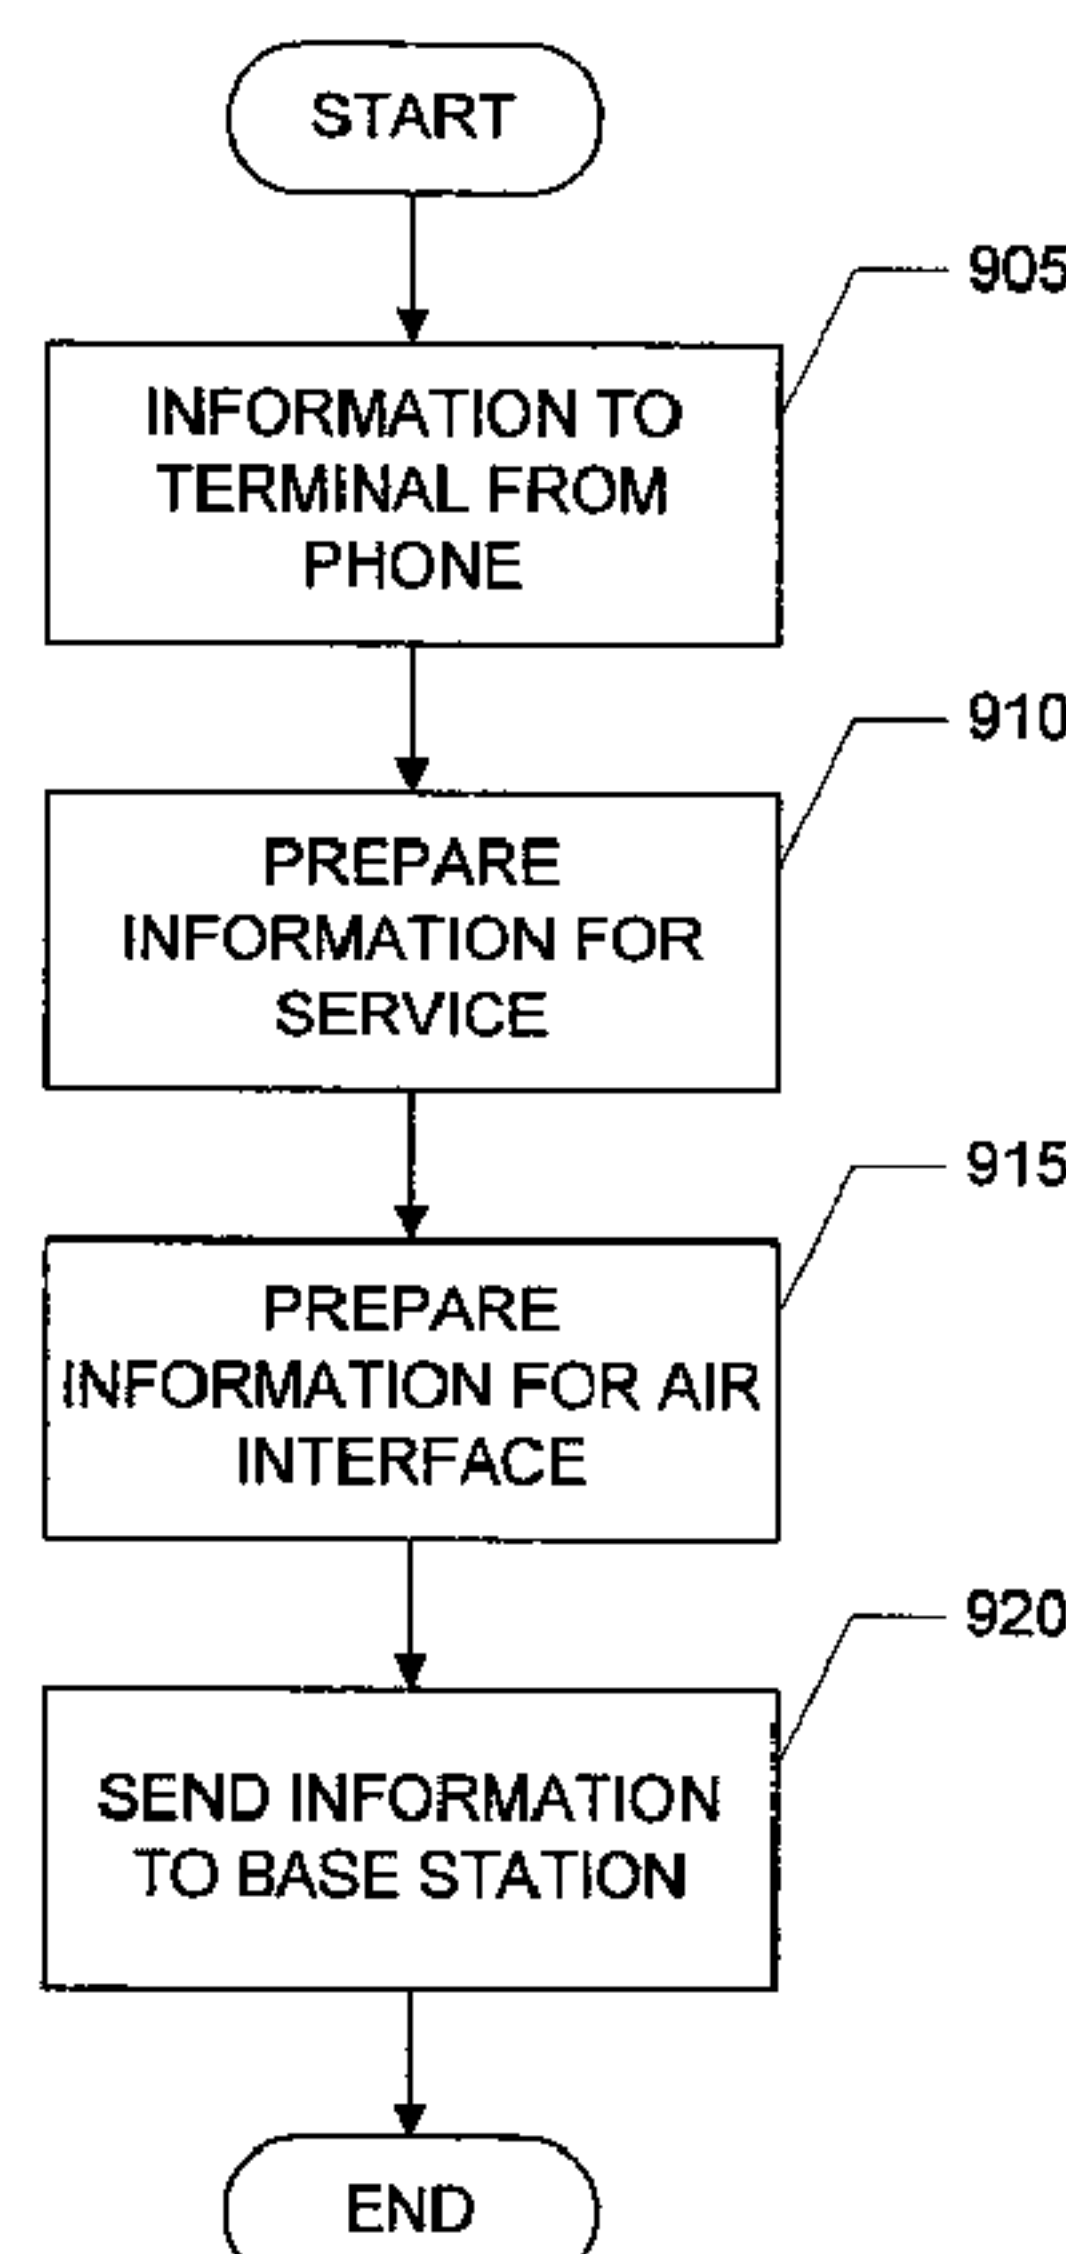 START
905
INFORMATION TO
TERMINAL FROM
PHONE
910
PREPARE
INFORMATION FOR
SERVICE
915
PREPARE
INFORMATION FOR AIR
INTERFACE
920
SEND INFORMATION
TO BASE STATION
END